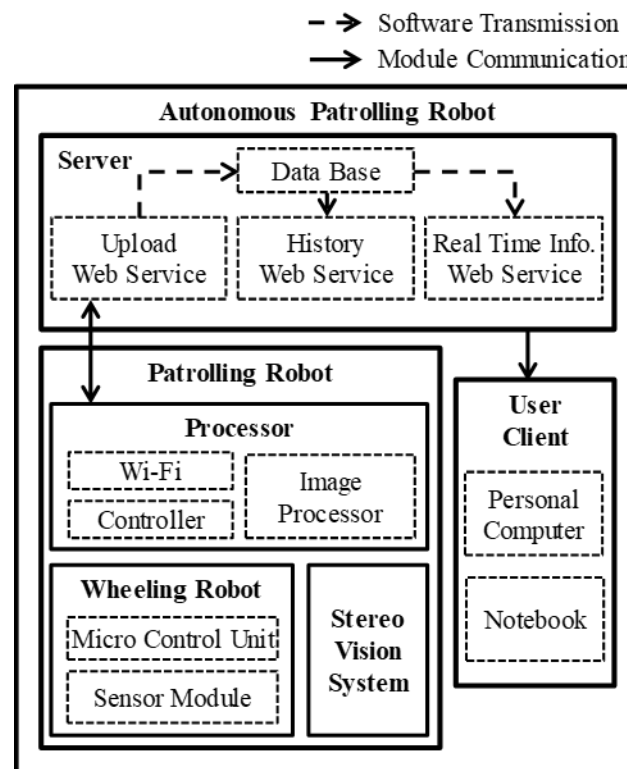 Software Transmission
Module Communication
Autonomous Patrolling Robot
Server
Data Base
Upload
Web Service
History
Web Service
Real Time Info.
Web Service
Patrolling Robot
Processor
Wi-Fi
Controller
Image
Processor
Wheeling Robot
Micro Control Unit
Sensor Module
Stereo
Vision
System
User
Client
Personal
Computer
Notebook